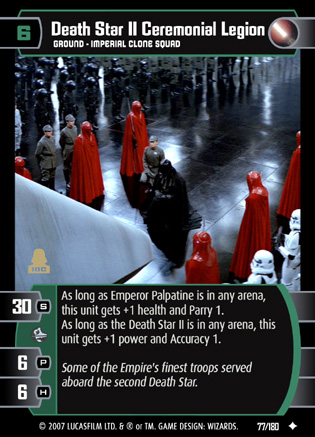 6
Death Star II Ceremonial Legion
GROUND - IMPERIAL CLONE SQUAD
100
30 S
As long as Emperor Palpatine is in any arena,
this unit gets +1 health and Parry 1.
As long as the Death Star II is in any arena, this
unit gets +1 power and Accuracy 1.
6 P
6 H
Some of the Empire's finest troops served
aboard the second Death Star.
© 2007 LUCASFILM LTD. & ® or TM. GAME DESIGN: WIZARDS.
77/180